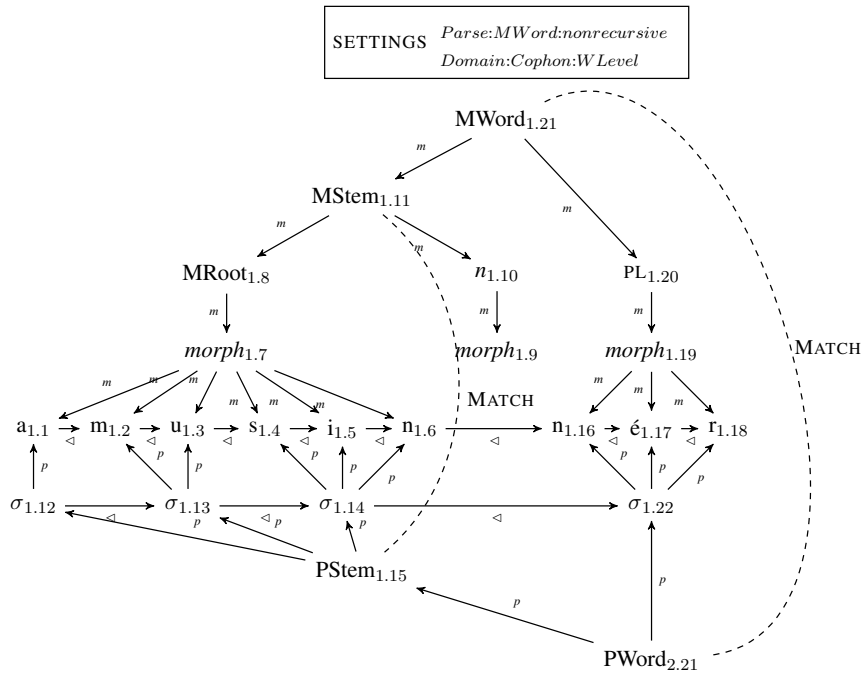 SETTINGS Parse:MWord:nonrecursive
Domain:Cophon:WLevel
MWord1.21
m
m
MStem1.11
m
m
MRoot1.8 n1.10 PL1.20
m m m
morph1.7 morph1.9 morph1.19 MATCH
m m m m m m m m m
MATCH
a1.1 m1.2 u1.3 s1.4 i1.5 n1.6 n1.16 é1.17 r1.18
◁ ◁ ◁ ◁ ◁ ◁ ◁ ◁
p p p p p p p p p
σ1.12 σ1.13 σ1.14 σ1.22
◁ p ◁ p p ◁
PStem1.15
p
p
PWord2.21